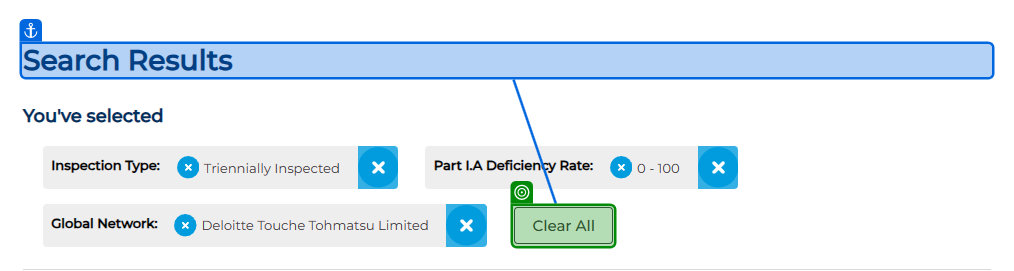 Search Results
You've selected
Inspection Type: Triennially Inspected Part I.A Deficiency Rate: 0 - 100
Global Network: Deloitte Touche Tohmatsu Limited Clear All